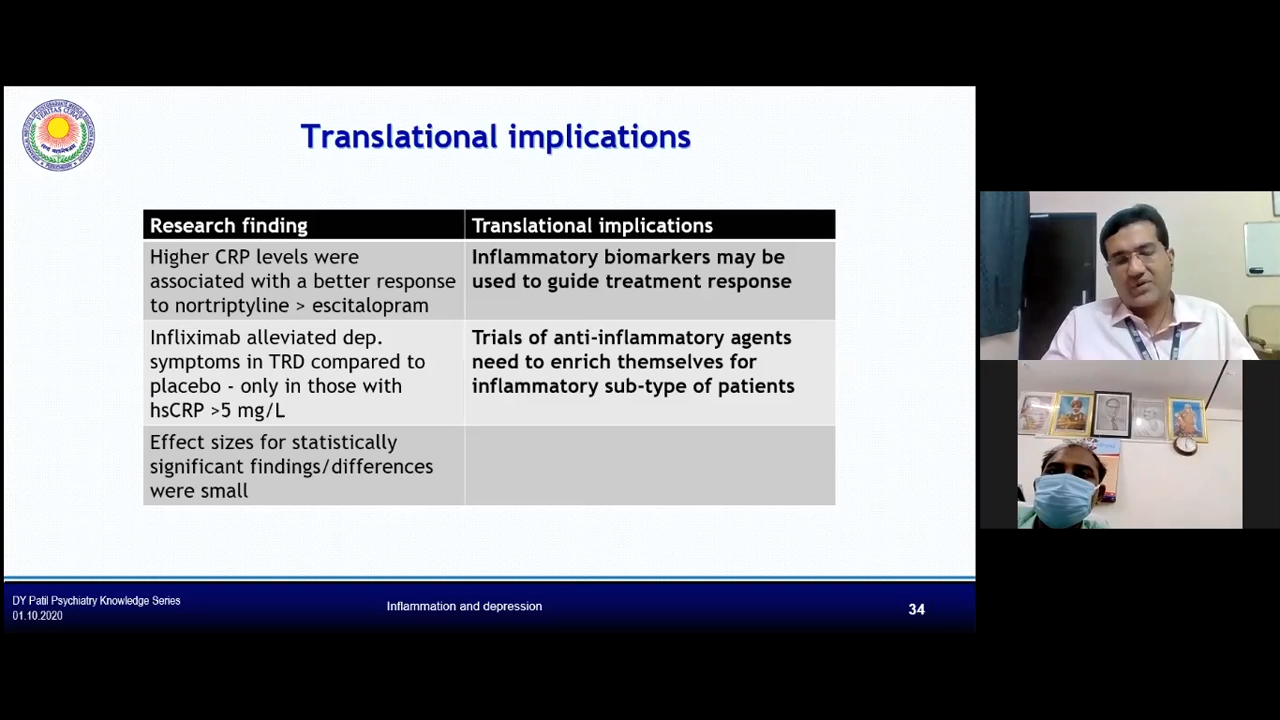 Translational implications
Research finding
Translational implications
Higher CRP levels were
associated with a better response
to nortriptyline > escitalopram
Inflammatory biomarkers may be
used to guide treatment response
Infliximab alleviated dep.
symptoms in TRD compared to
placebo - only in those with
hsCRP >5 mg/L
Trials of anti-inflammatory agents
need to enrich themselves for
inflammatory sub-type of patients
Effect sizes for statistically
significant findings/differences
were small
DY Patil Psychiatry Knowledge Series
01.10.2020
Inflammation and depression
34